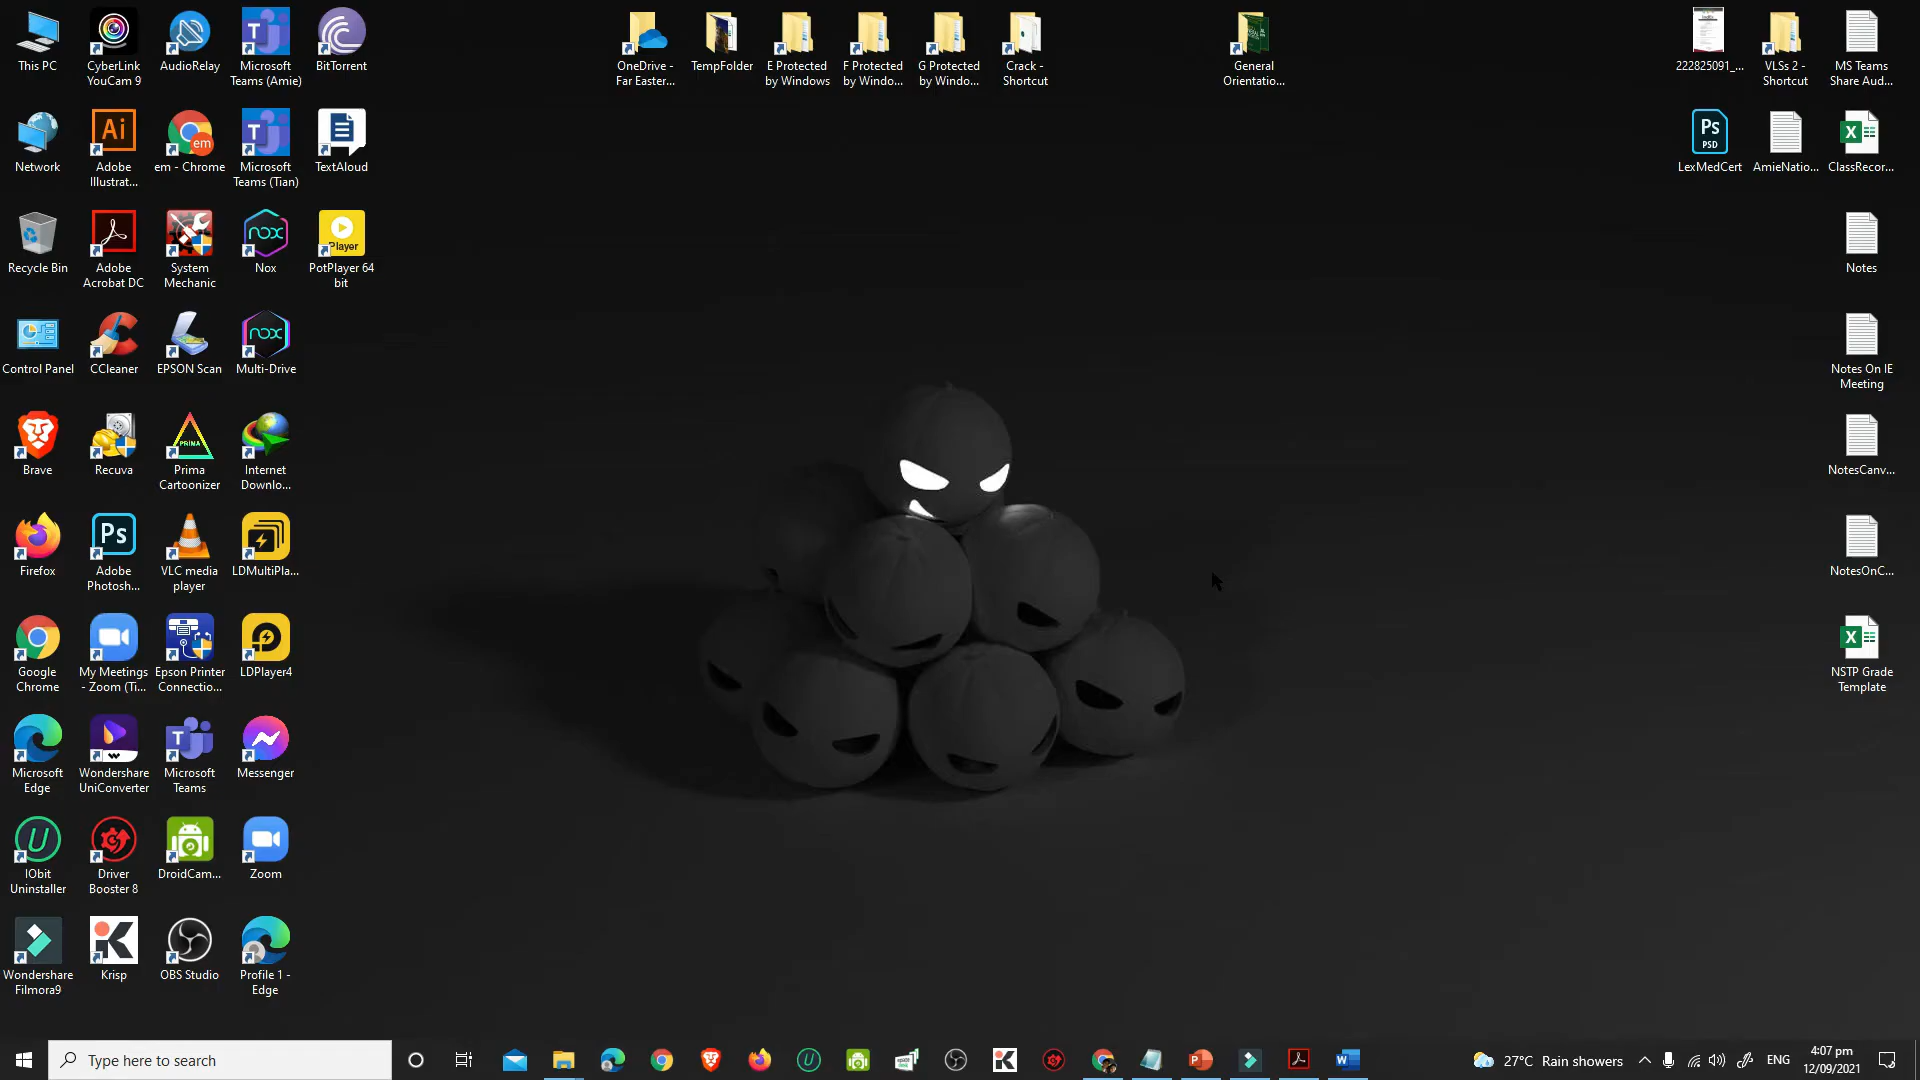 This PC
CyberLink
YouCam 9
AudioRelay
Microsoft
Teams (Amie)
BitTorrent
OneDrive -
Far Easter...
TempFolder
E Protected
by Windows
F Protected
by Windo...
G Protected
by Windo...
Crack -
Shortcut
General
Orientatio...
222825091_...
VLSs 2 -
Shortcut
MS Teams
Share Aud...
Network
Adobe
Illustrat...
em - Chrome
Microsoft
Teams (Tian)
TextAloud
LexMedCert
AmieNatio...
ClassRecor...
Recycle Bin
Adobe
Acrobat DC
System
Mechanic
Nox
PotPlayer 64
bit
Notes
Control Panel
CCleaner
EPSON Scan
Multi-Drive
Notes On IE
Meeting
Brave
Recuva
Prima
Cartoonizer
Internet
Downlo...
NotesCanv...
Firefox
Adobe
Photosh...
VLC media
player
LDMultiPla...
NotesOnC...
Google
Chrome
My Meetings
- Zoom (Ti...
Epson Printer
Connectio...
LDPlayer4
NSTP Grade
Template
Microsoft
Edge
Wondershare
UniConverter
Microsoft
Teams
Messenger
IObit
Uninstaller
Driver
Booster 8
DroidCam...
Zoom
Wondershare
Filmora9
Krisp
OBS Studio
Profile 1 -
Edge
Type here to search
27°C Rain showers
ENG
4:07 pm
12/09/2021